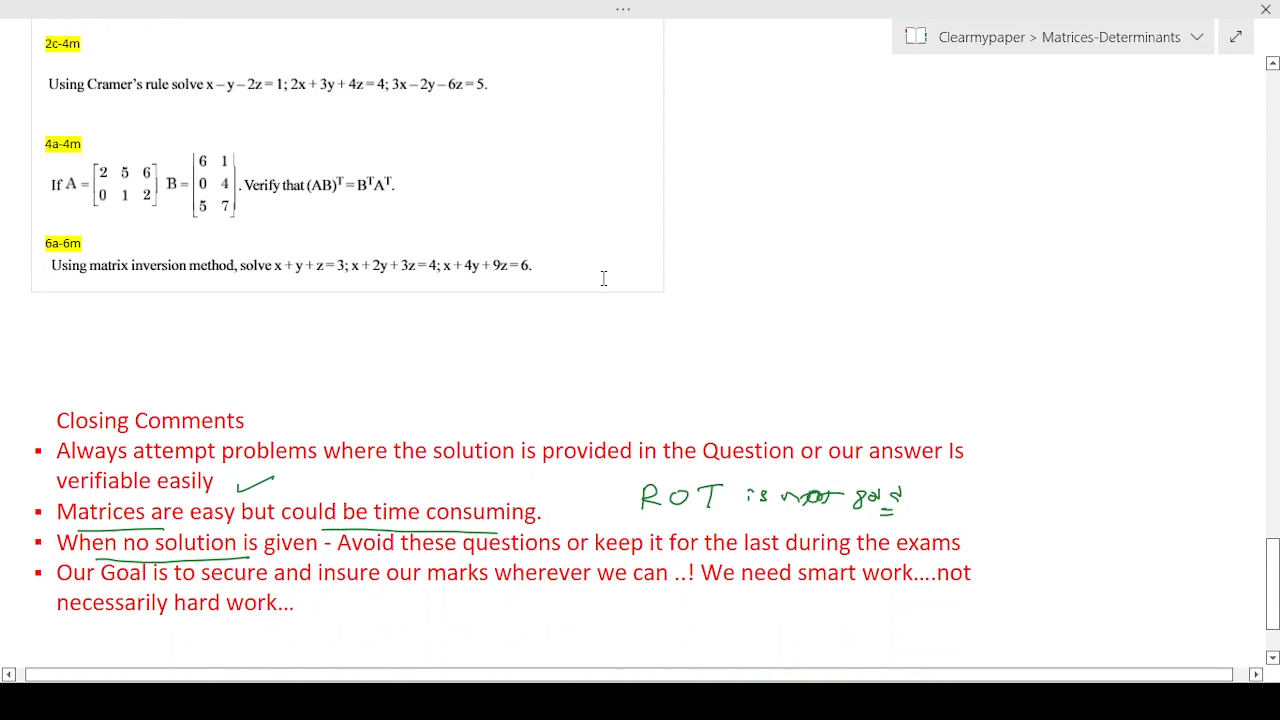 Clearmypaper > Matrices-Determinants
2c-4m
Using Cramer's rule solve x – y – 2z = 1; 2x + 3y + 4z = 4; 3x – 2y – 6z = 5.
4a-4m
If A = [2 5 6; 0 1 2] B = [6 1; 0 4; 5 7]. Verify that (AB)ᵀ = BᵀAᵀ.
6a-6m
Using matrix inversion method, solve x + y + z = 3; x + 2y + 3z = 4; x + 4y + 9z = 6.
Closing Comments
▪ Always attempt problems where the solution is provided in the Question or our answer Is
verifiable easily
ROT is not good
▪ Matrices are easy but could be time consuming.
▪ When no solution is given - Avoid these questions or keep it for the last during the exams
▪ Our Goal is to secure and insure our marks wherever we can ..! We need smart work....not
necessarily hard work...